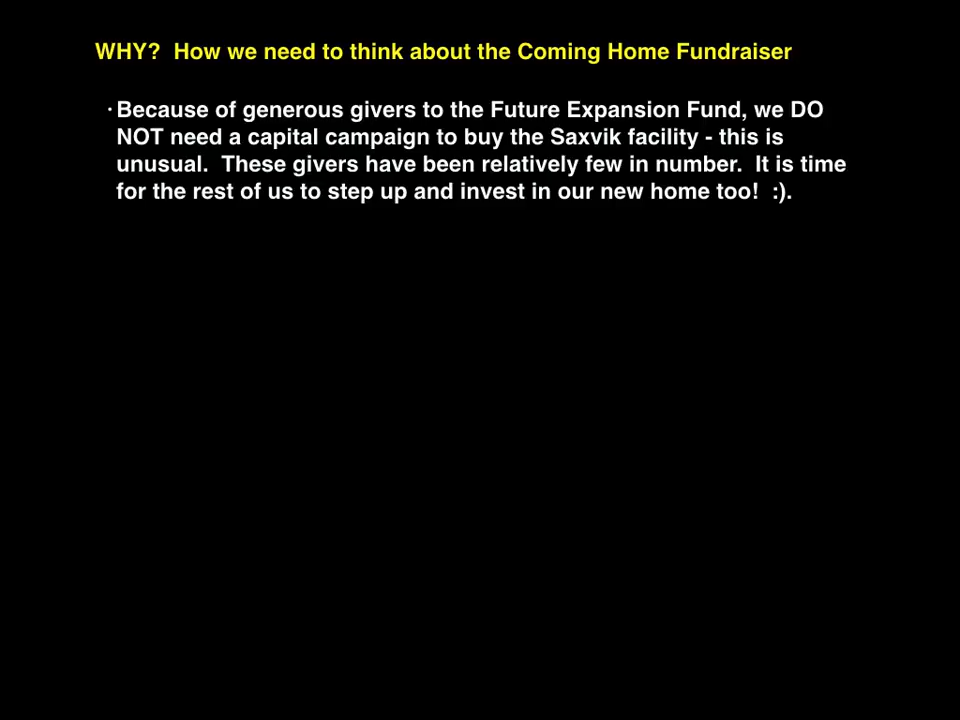 WHY?  How we need to think about the Coming Home Fundraiser
· Because of generous givers to the Future Expansion Fund, we DO
NOT need a capital campaign to buy the Saxvik facility - this is
unusual.  These givers have been relatively few in number.  It is time
for the rest of us to step up and invest in our new home too!  :).